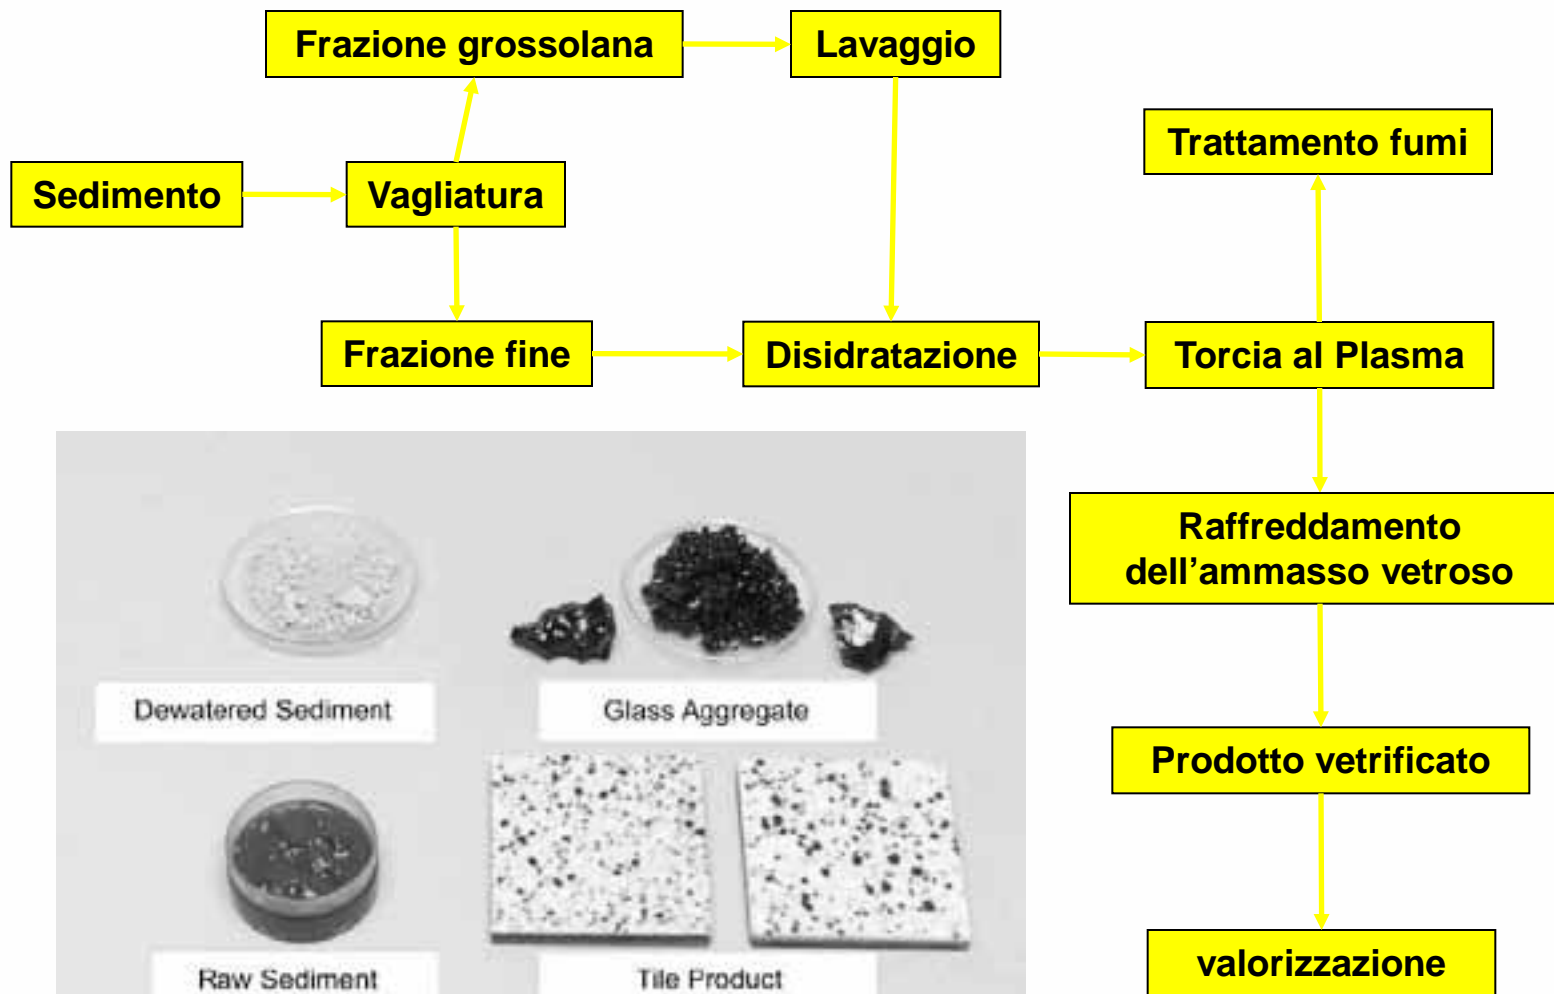 Frazione grossolana
Lavaggio
Trattamento fumi
Sedimento
Vagliatura
Frazione fine
Disidratazione
Torcia al Plasma
Raffreddamento
dell’ammasso vetroso
Prodotto vetrificato
valorizzazione
Dewatered Sediment
Glass Aggregate
Raw Sediment
Tile Product